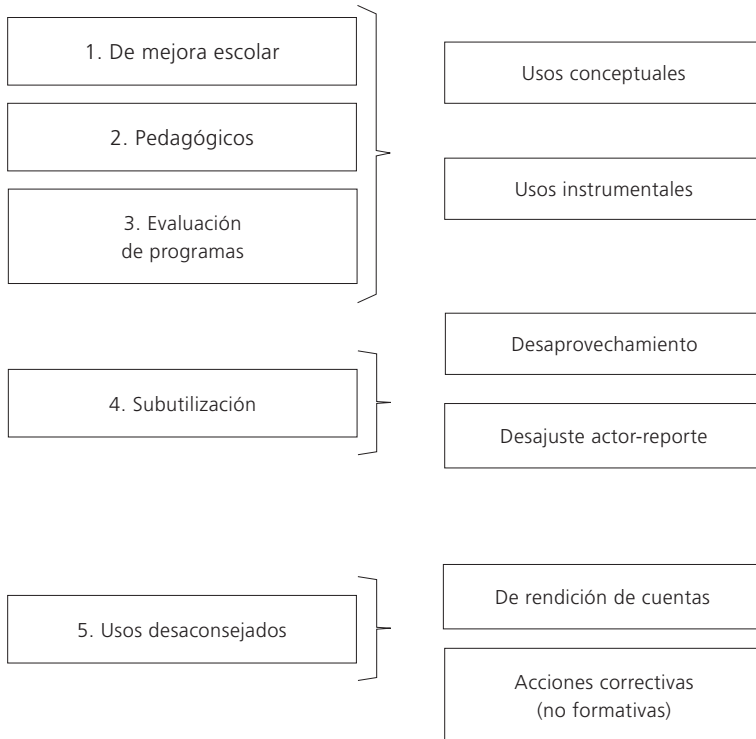 1. De mejora escolar
2. Pedagógicos
3. Evaluación
de programas
Usos conceptuales
Usos instrumentales
4. Subutilización
Desaprovechamiento
Desajuste actor-reporte
5. Usos desaconsejados
De rendición de cuentas
Acciones correctivas
(no formativas)